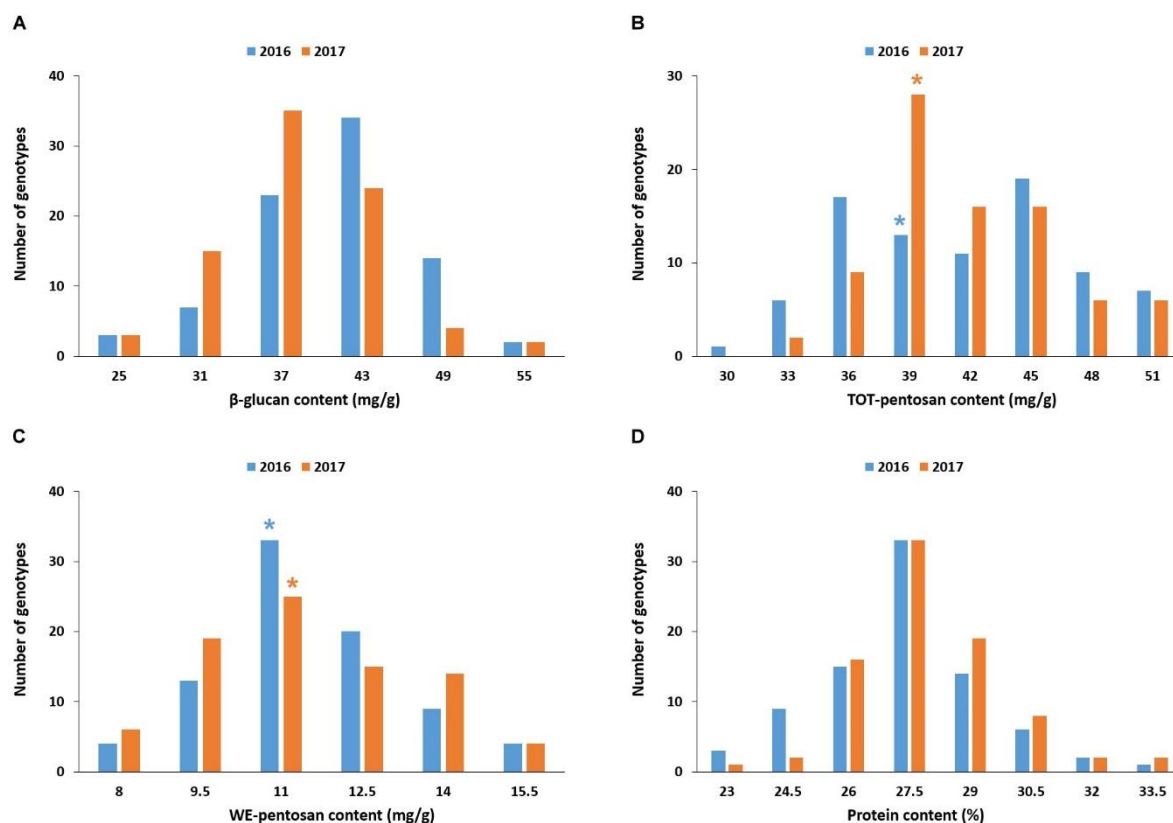 A
2016 2017
Number of genotypes
40
30
20
10
0
25 31 37 43 49 55
β-glucan content (mg/g)
B
2016 2017
Number of genotypes
30
20
10
0
*
*
30 33 36 39 42 45 48 51
TOT-pentosan content (mg/g)
C
2016 2017
Number of genotypes
40
30
20
10
0
*
*
8 9.5 11 12.5 14 15.5
WE-pentosan content (mg/g)
D
2016 2017
Number of genotypes
40
30
20
10
0
23 24.5 26 27.5 29 30.5 32 33.5
Protein content (%)